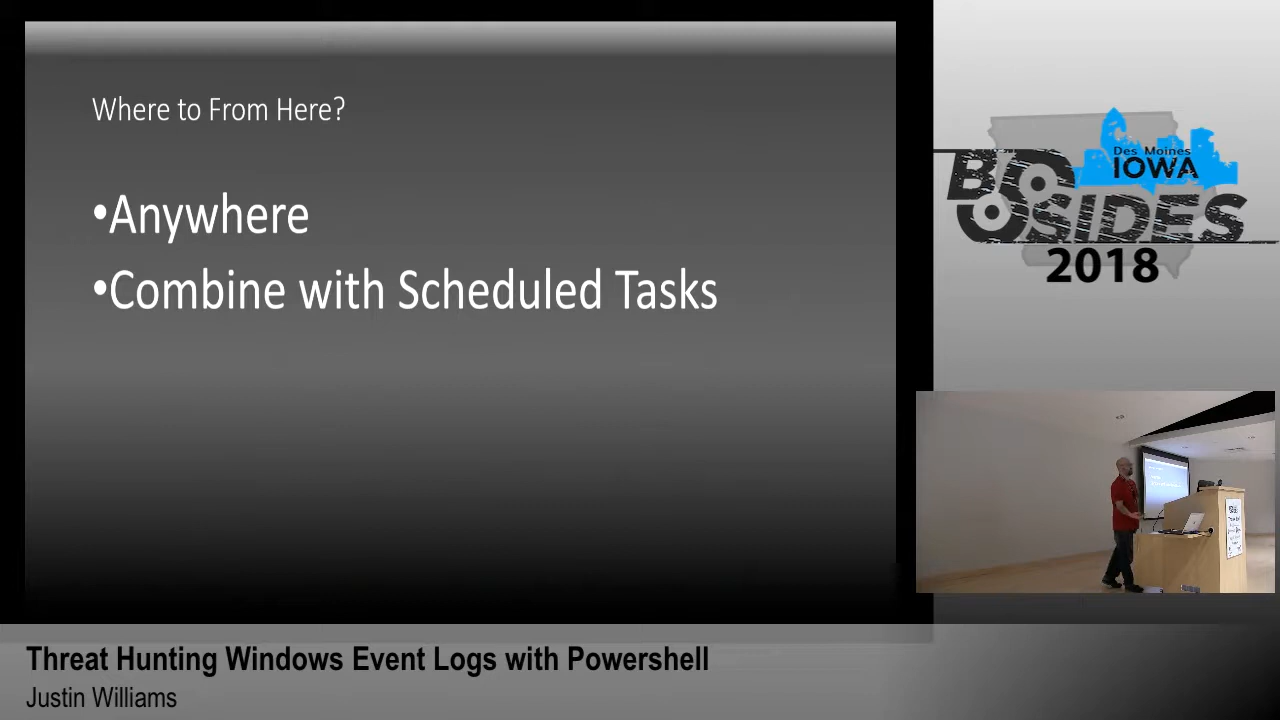 Where to From Here?
•Anywhere
•Combine with Scheduled Tasks
Des Moines
IOWA
BSIDES
2018
Threat Hunting Windows Event Logs with Powershell
Justin Williams